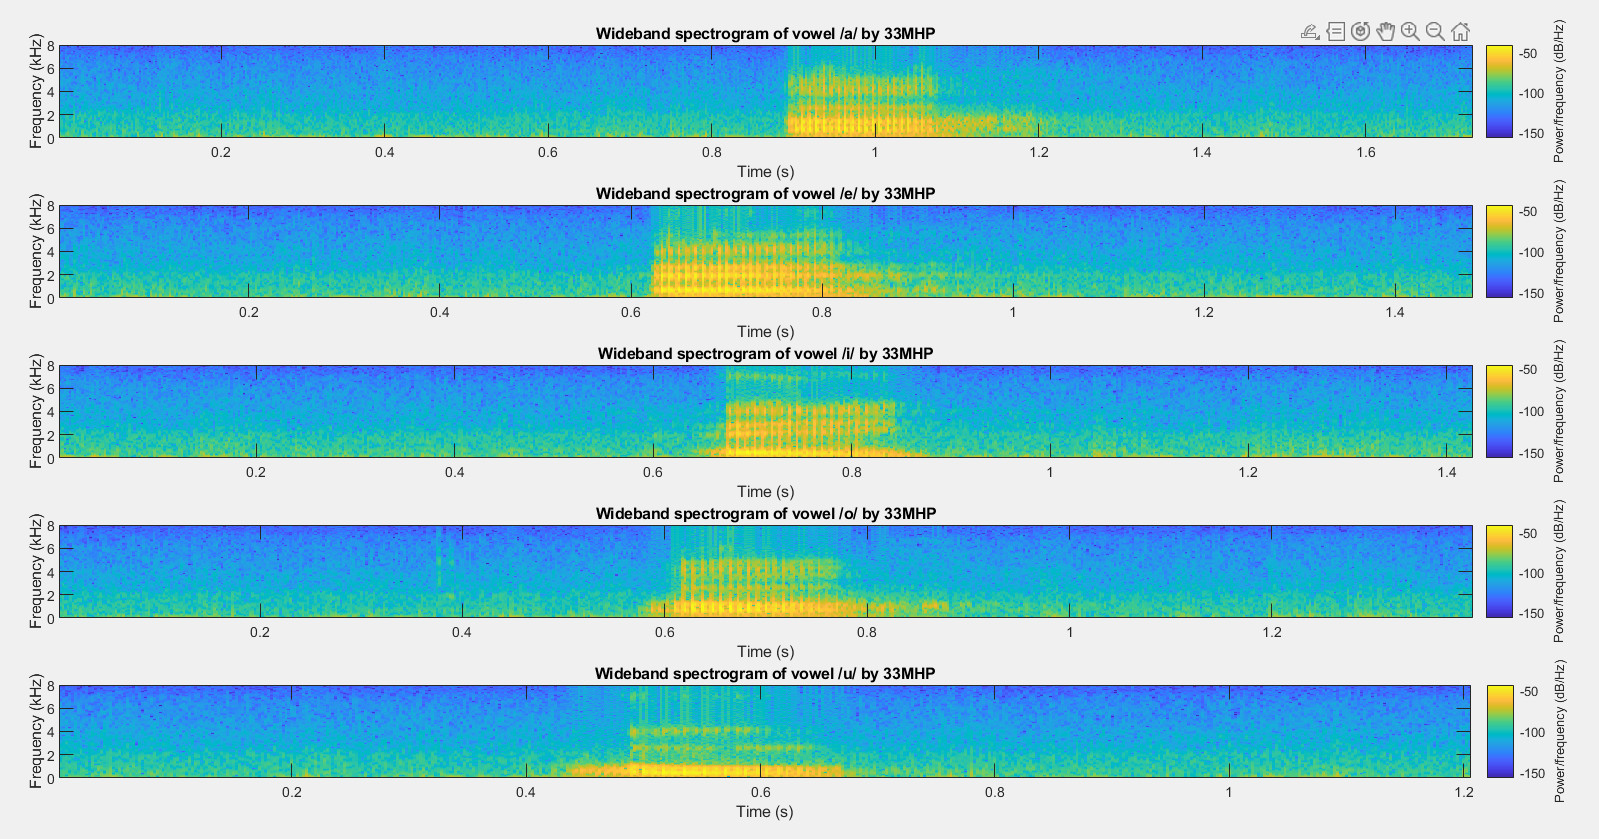 Wideband spectrogram of vowel /a/ by 33MHP
Frequency (kHz)
8
6
4
2
0
0.2 0.4 0.6 0.8 1 1.2 1.4 1.6
Time (s)
-50
-100
-150
Power/frequency (dB/Hz)
Wideband spectrogram of vowel /e/ by 33MHP
Frequency (kHz)
8
6
4
2
0
0.2 0.4 0.6 0.8 1 1.2 1.4
Time (s)
-50
-100
-150
Power/frequency (dB/Hz)
Wideband spectrogram of vowel /i/ by 33MHP
Frequency (kHz)
8
6
4
2
0
0.2 0.4 0.6 0.8 1 1.2 1.4
Time (s)
-50
-100
-150
Power/frequency (dB/Hz)
Wideband spectrogram of vowel /o/ by 33MHP
Frequency (kHz)
8
6
4
2
0
0.2 0.4 0.6 0.8 1 1.2
Time (s)
-50
-100
-150
Power/frequency (dB/Hz)
Wideband spectrogram of vowel /u/ by 33MHP
Frequency (kHz)
8
6
4
2
0
0.2 0.4 0.6 0.8 1 1.2
Time (s)
-50
-100
-150
Power/frequency (dB/Hz)